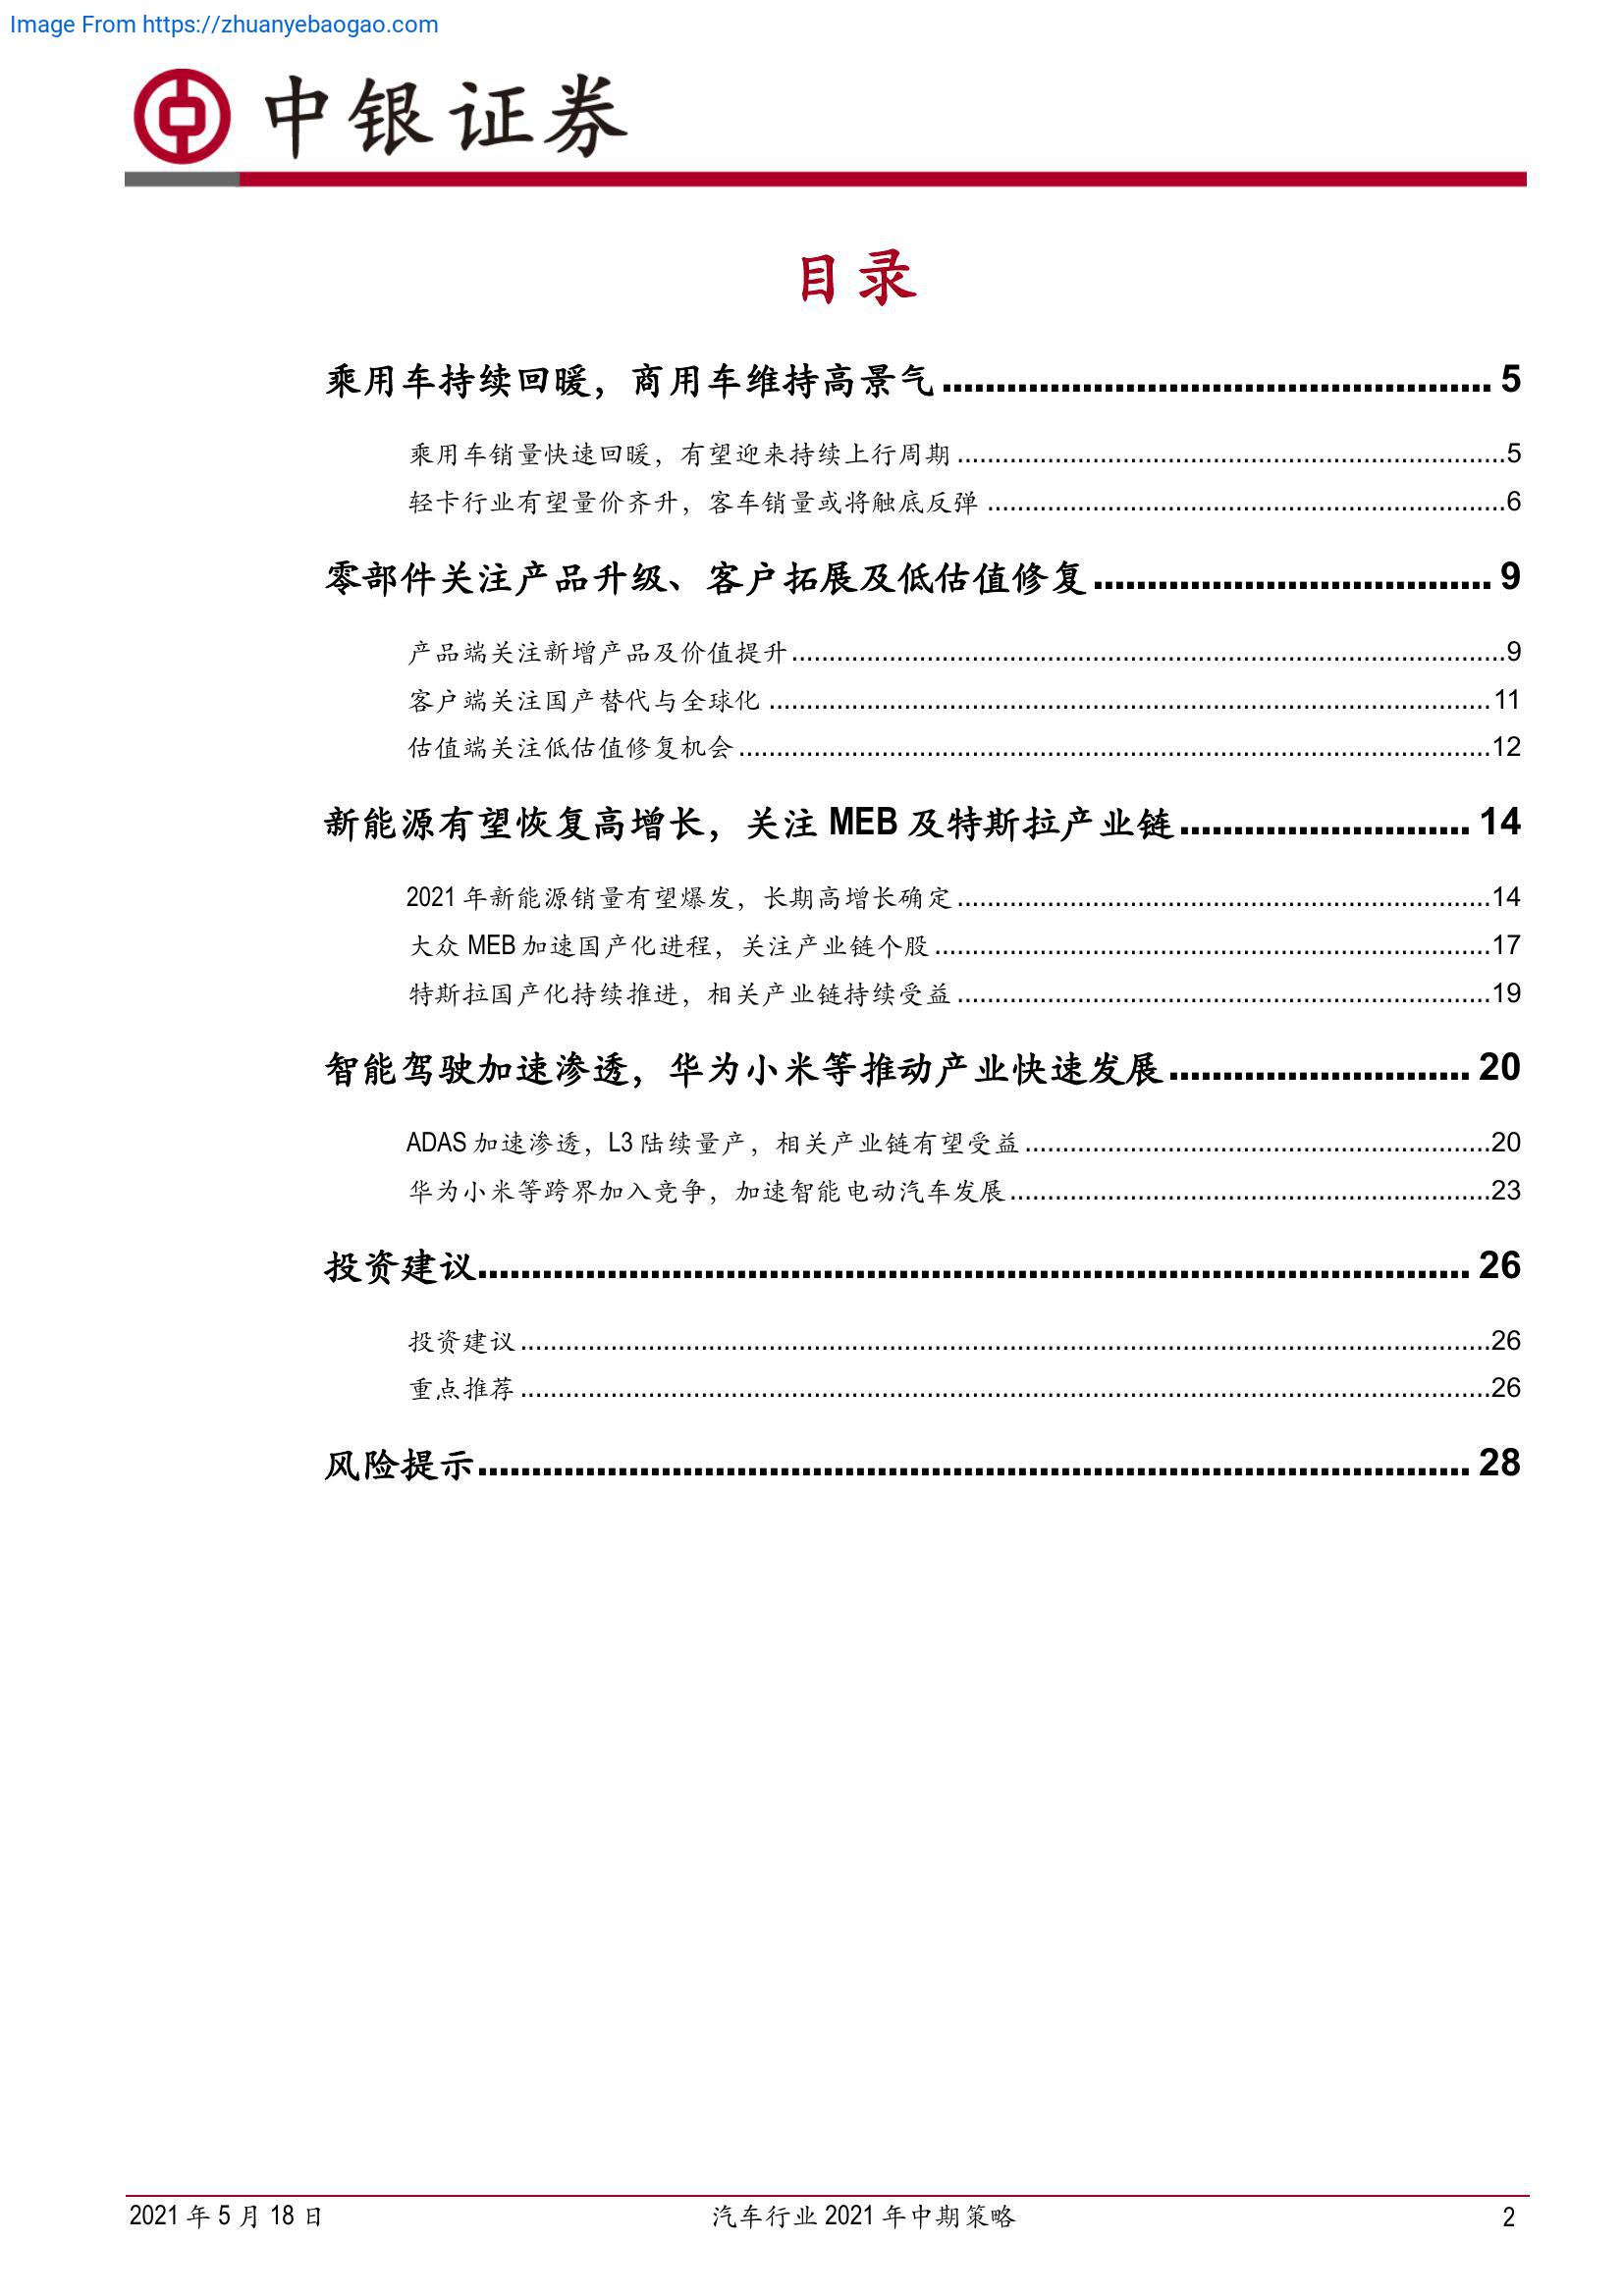 Image From https://zhuanyebaogao.com
中银证券
目录
乘用车持续回暖，商用车维持高景气 5
乘用车销量快速回暖，有望迎来持续上行周期 5
轻卡行业有望量价齐升，客车销量或将触底反弹 6
零部件关注产品升级、客户拓展及低估值修复 9
产品端关注新增产品及价值提升 9
客户端关注国产替代与全球化 11
估值端关注低估值修复机会 12
新能源有望恢复高增长，关注 MEB 及特斯拉产业链 14
2021 年新能源销量有望爆发，长期高增长确定 14
大众 MEB 加速国产化进程，关注产业链个股 17
特斯拉国产化持续推进，相关产业链持续受益 19
智能驾驶加速渗透，华为小米等推动产业快速发展 20
ADAS 加速渗透，L3 陆续量产，相关产业链有望受益 20
华为小米等跨界加入竞争，加速智能电动汽车发展 23
投资建议 26
投资建议 26
重点推荐 26
风险提示 28
2021 年 5 月 18 日 汽车行业 2021 年中期策略 2